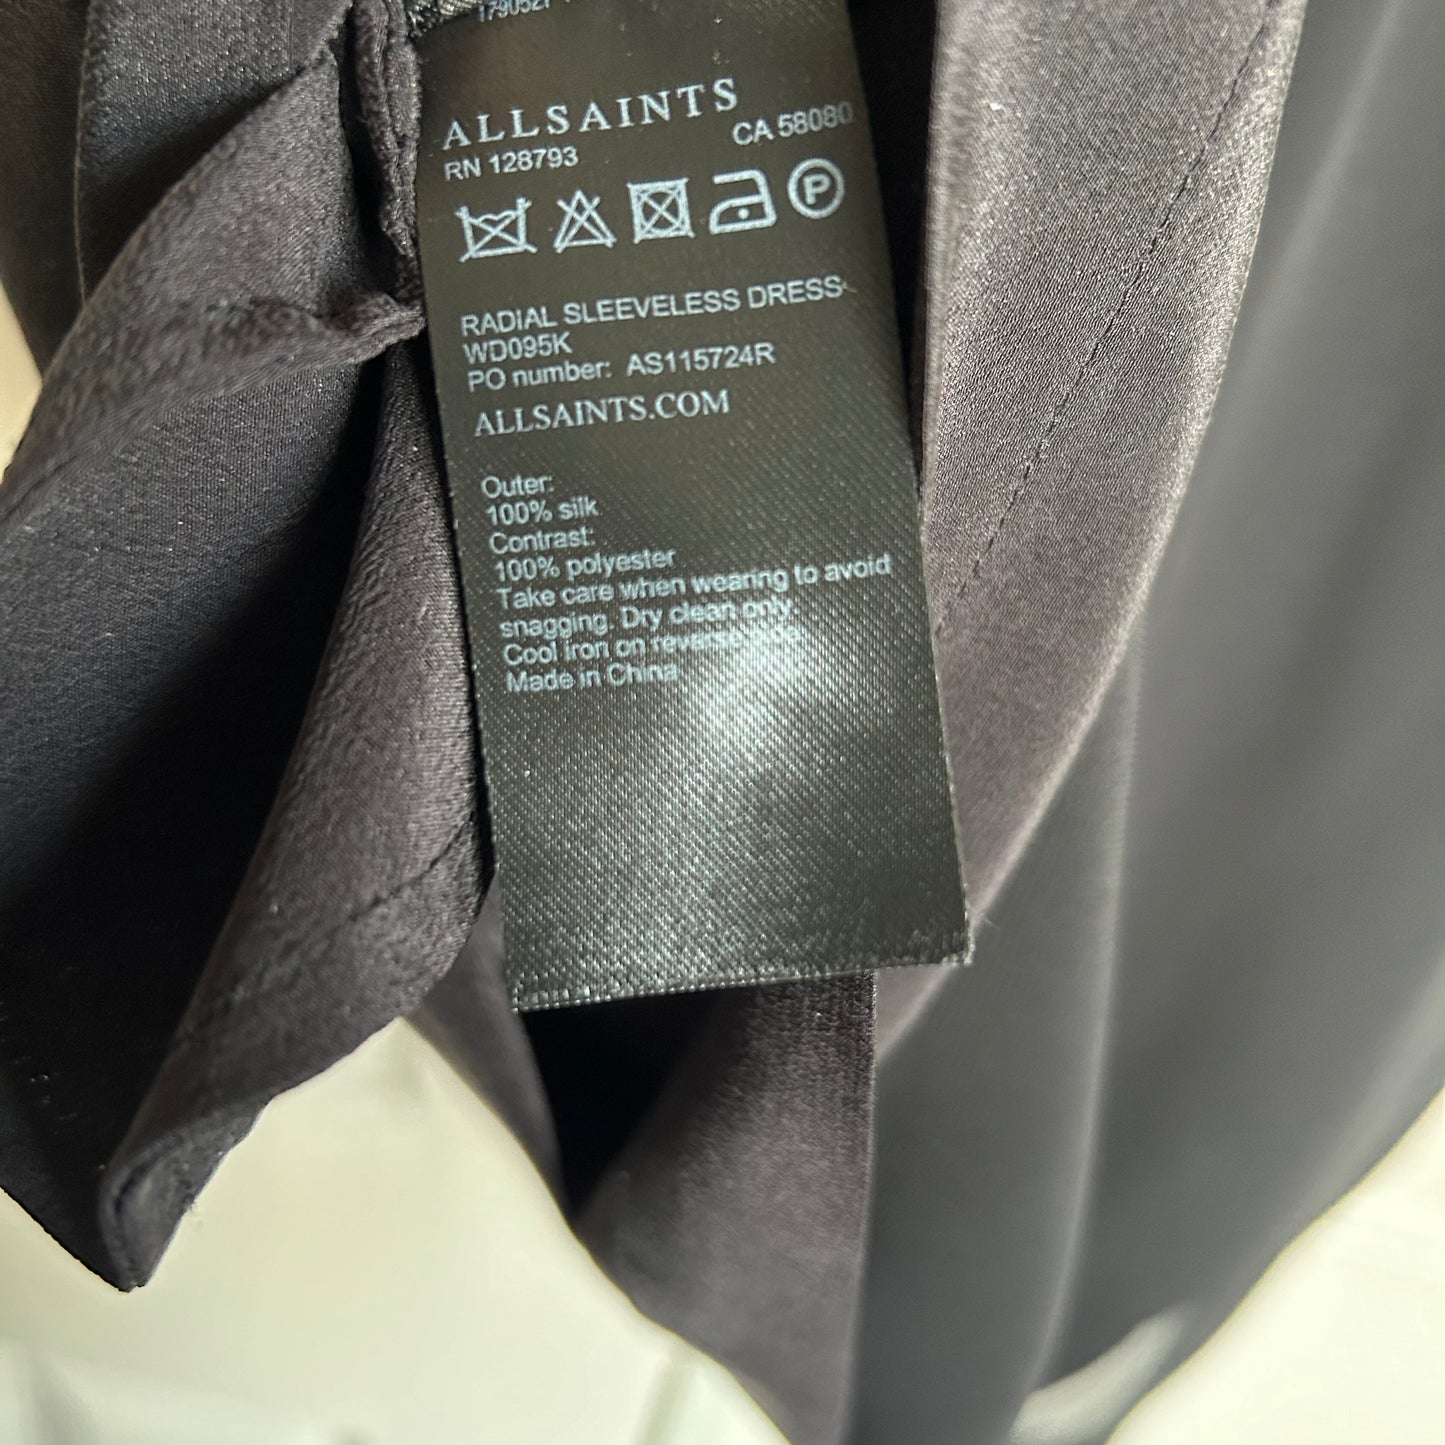 ALLSAINTS
RN 128793 CA 58080
P
RADIAL SLEEVELESS DRESS
WD095K
PO number: AS115724R
ALLSAINTS.COM
Outer:
100% silk
Contrast:
100% polyester
Take care when wearing to avoid
snagging. Dry clean only.
Cool iron on reverse side.
Made in China